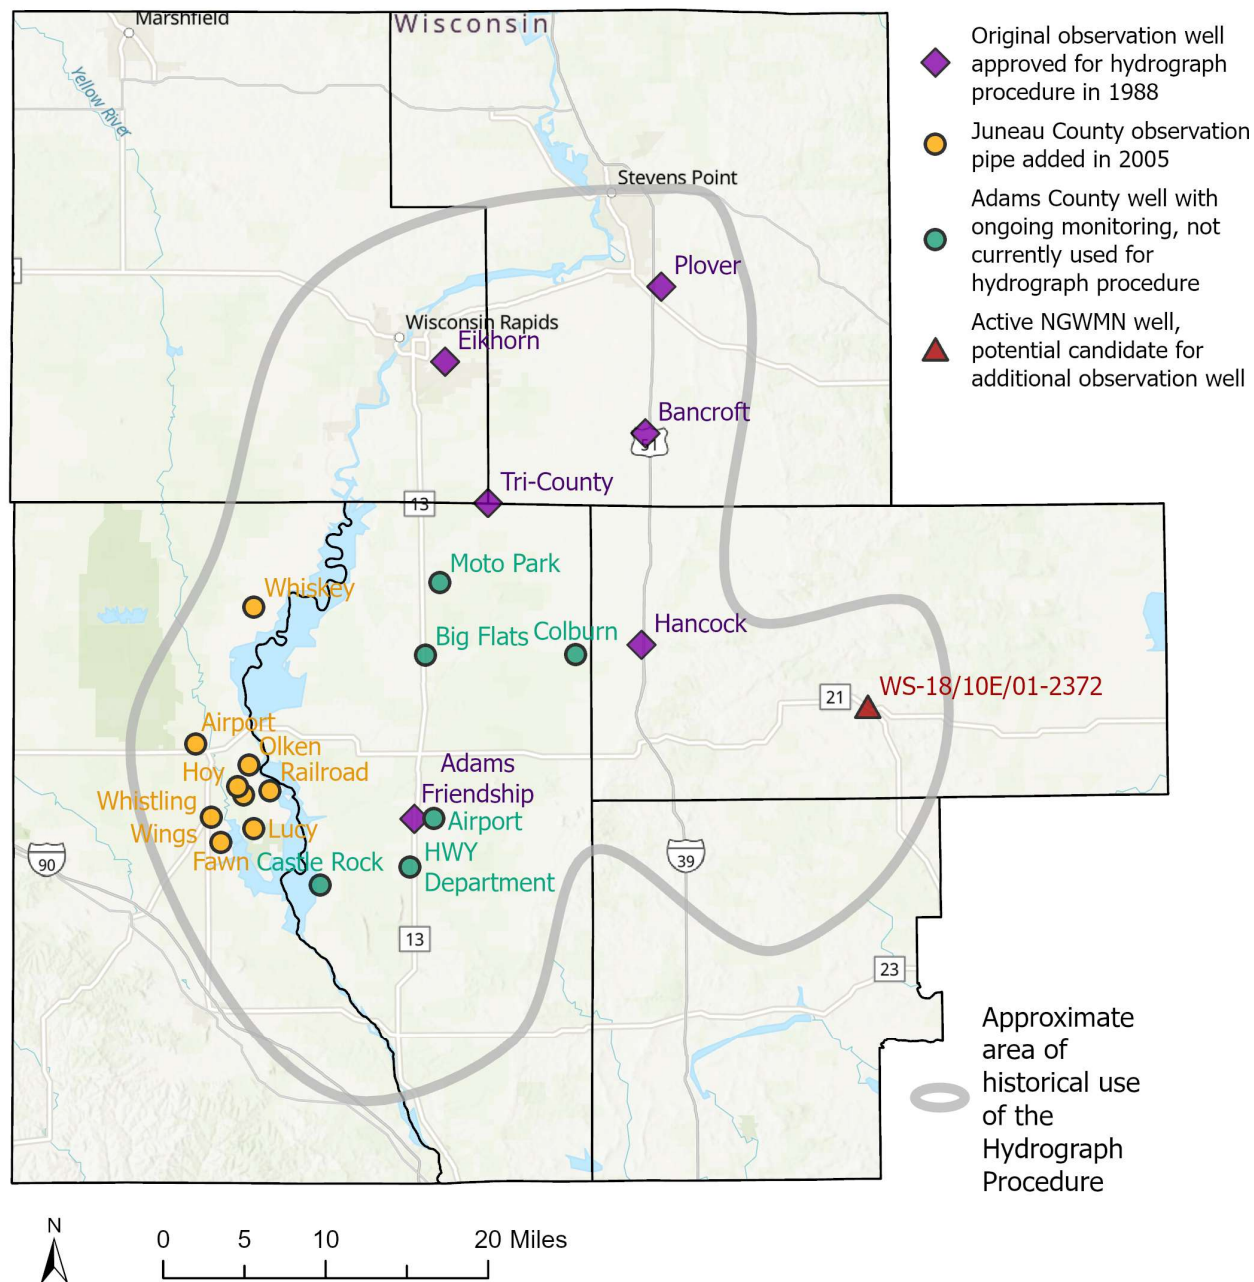 Marshfield
Wisconsin
Yellow River
Stevens Point
Plover
Wisconsin Rapids
Eikhorn
Bancroft
51
Tri-County
13
Moto Park
Whiskey
Big Flats
Colburn
Hancock
WS-18/10E/01-2372
21
Airport
Olken
Hoy
Railroad
Adams
Friendship
Whistling
Wings
Lucy
Airport
Fawn
Castle Rock
HWY
Department
90
39
13
23
Original observation well
approved for hydrograph
procedure in 1988
Juneau County observation
pipe added in 2005
Adams County well with
ongoing monitoring, not
currently used for
hydrograph procedure
Active NGWMN well,
potential candidate for
additional observation well
Approximate
area of
historical use
of the
Hydrograph
Procedure
N
0 5 10 20 Miles